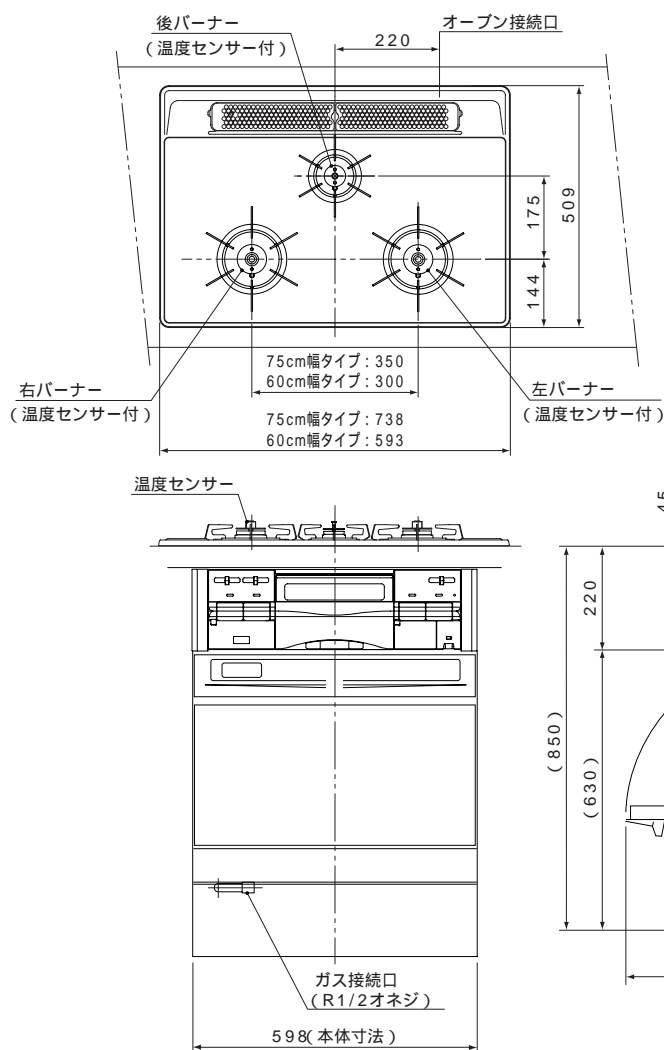 後バーナー
（温度センサー付）
220
オーブン接続口
175
509
144
75cm幅タイプ：350
60cm幅タイプ：300
右バーナー
（温度センサー付）
左バーナー
（温度センサー付）
75cm幅タイプ：738
60cm幅タイプ：593
温度センサー
45
220
（850）
（630）
ガス接続口
（R1/2オネジ）
598（本体寸法）